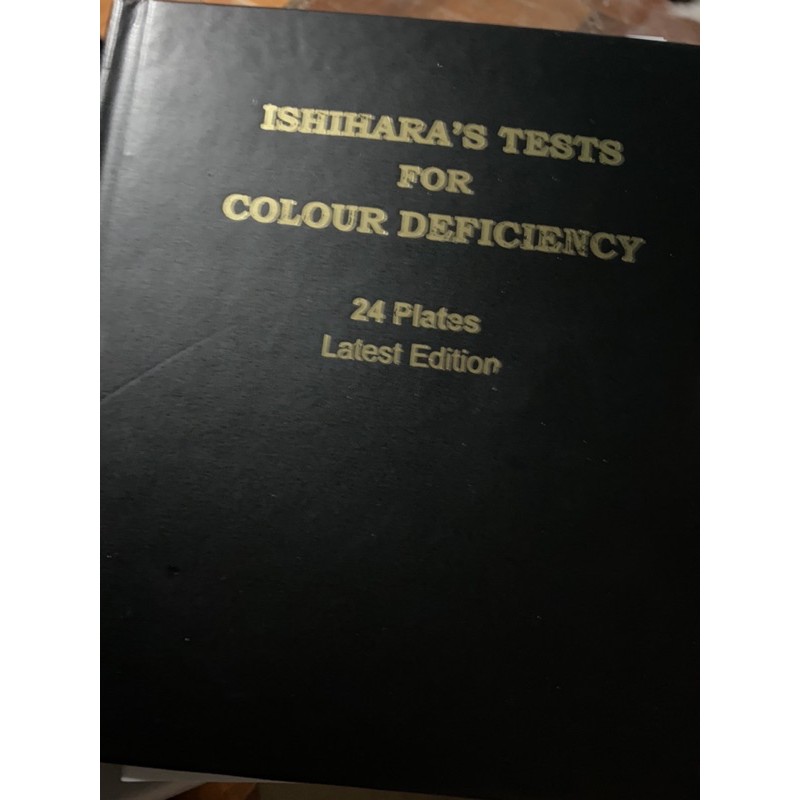 ISHIHARA'S TESTS
FOR
COLOUR DEFICIENCY
24 Plates
Latest Edition